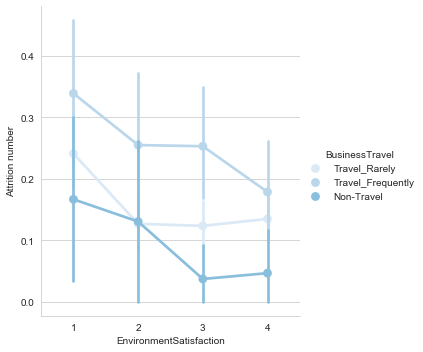 0.4
0.3
0.2
0.1
0.0
Attrition number
1 2 3 4
EnvironmentSatisfaction
BusinessTravel
Travel_Rarely
Travel_Frequently
Non-Travel